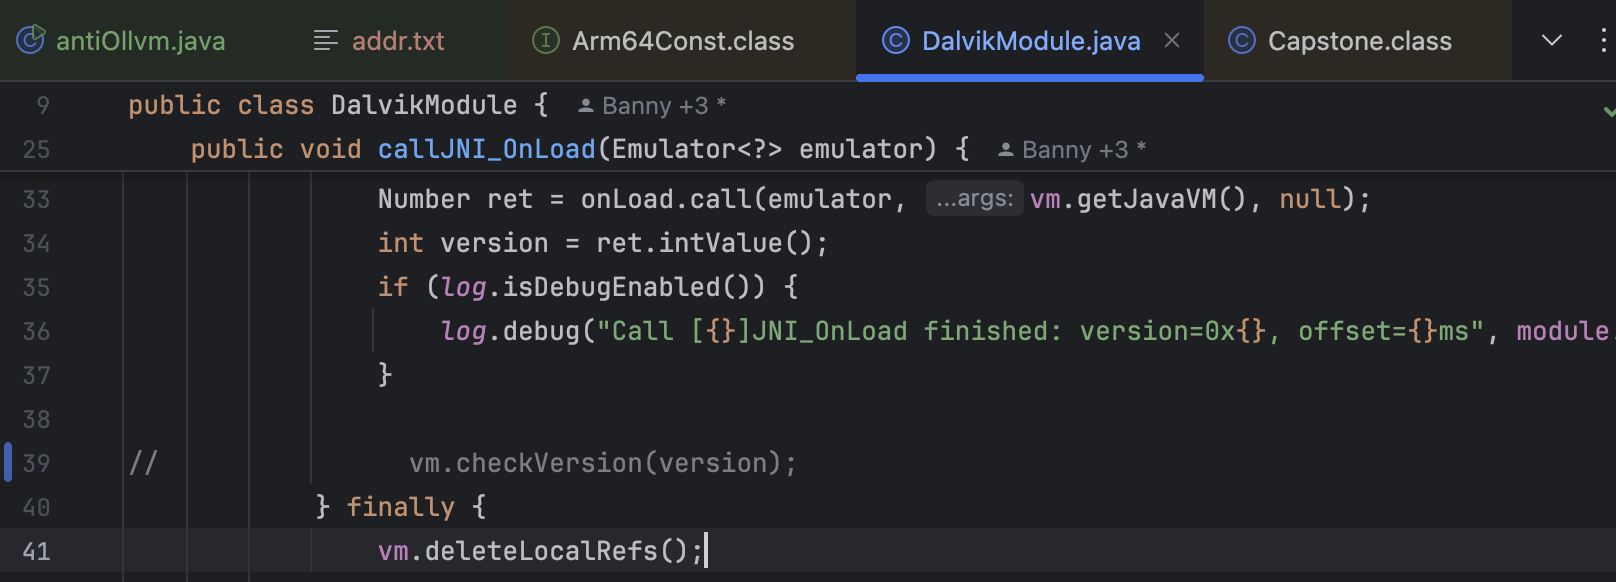 antiOllvm.java addr.txt Arm64Const.class DalvikModule.java Capstone.class
9 public class DalvikModule { Banny +3 *
25 public void callJNI_OnLoad(Emulator<?> emulator) { Banny +3 *
33 Number ret = onLoad.call(emulator, ...args: vm.getJavaVM(), null);
34 int version = ret.intValue();
35 if (log.isDebugEnabled()) {
36 log.debug("Call [{}]JNI_OnLoad finished: version=0x{}, offset={}ms", module.
37 }
38
39 // vm.checkVersion(version);
40 } finally {
41 vm.deleteLocalRefs();